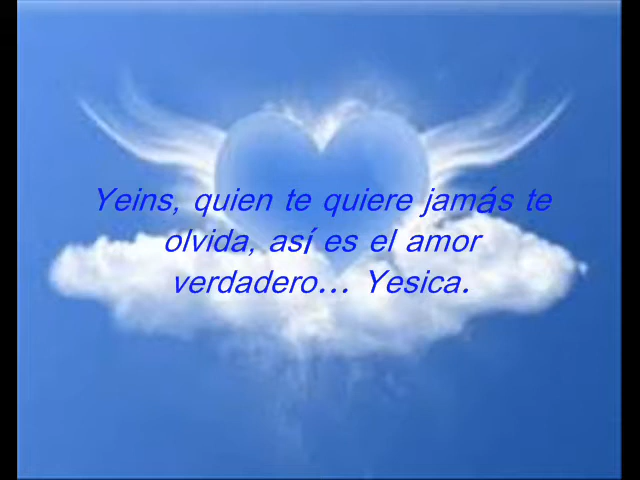 Yeins, quien te quiere jamás te
olvida, así es el amor
verdadero... Yesica.